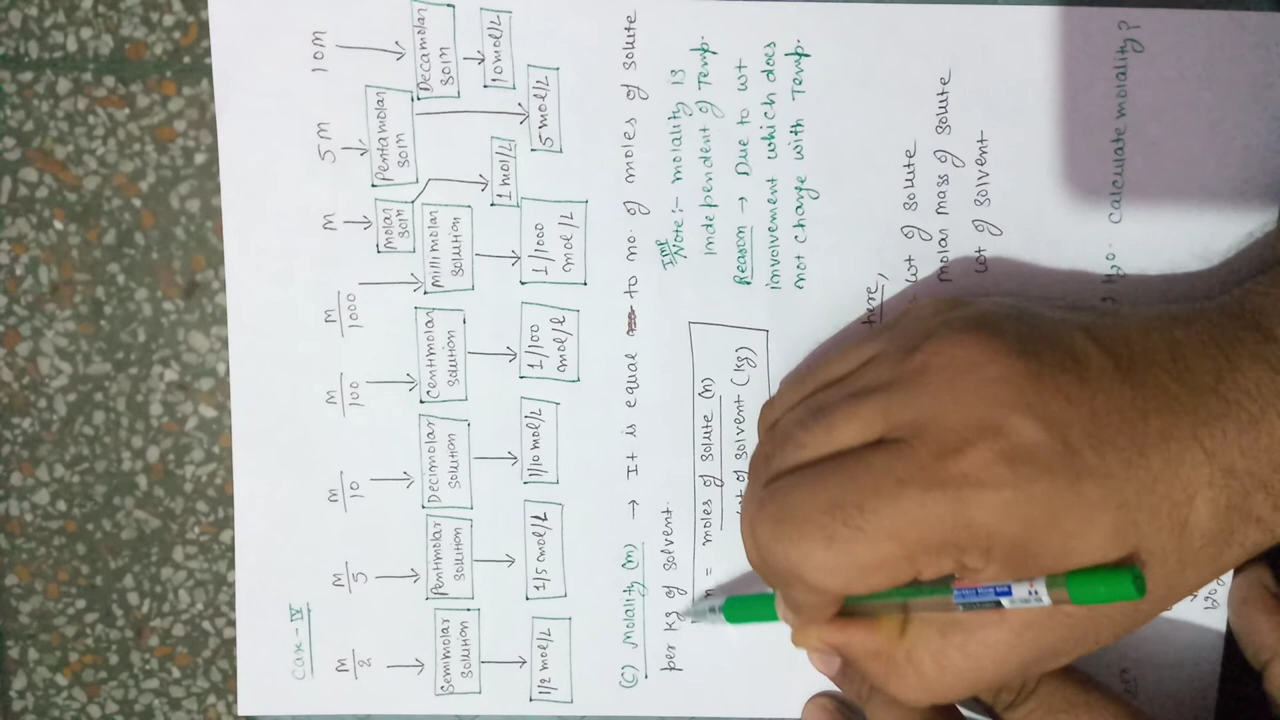 Case-IV
M/2 M/5 M/10 M/100 M/1000 M 5M 10M
Semimolar solution
Pentimolar solution
Decimolar solution
Centimolar solution
Millimolar solution
Molar soln
Pentamolar soln
Decamolar soln
1/2 mol/L
1/5 mol/L
1/10 mol/L
1/100 mol/L
1/1000 mol/L
1 mol/L
5 mol/L
10 mol/L
(C) Molality (m) → It is equal to no. of moles of solute
per kg of solvent.
= moles of solute (n)
of solvent (kg)
Imp
Note:- molality is
independent of Temp.
Reason → Due to wt
involvement which does
not change with Temp.
here,
wt of solute
molar mass of solute
wt of solvent
H2O. Calculate molality?